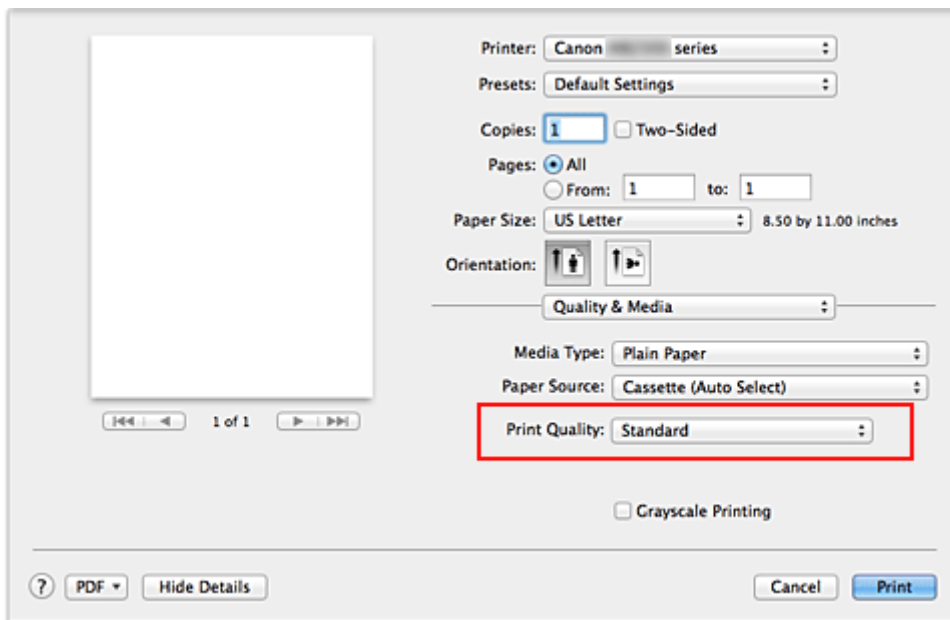 Printer: Canon series
Presets: Default Settings
Copies: 1 Two-Sided
Pages: All
From: 1 to: 1
Paper Size: US Letter 8.50 by 11.00 inches
Orientation:
Quality & Media
Media Type: Plain Paper
Paper Source: Cassette (Auto Select)
1 of 1
Print Quality: Standard
Grayscale Printing
? PDF Hide Details Cancel Print